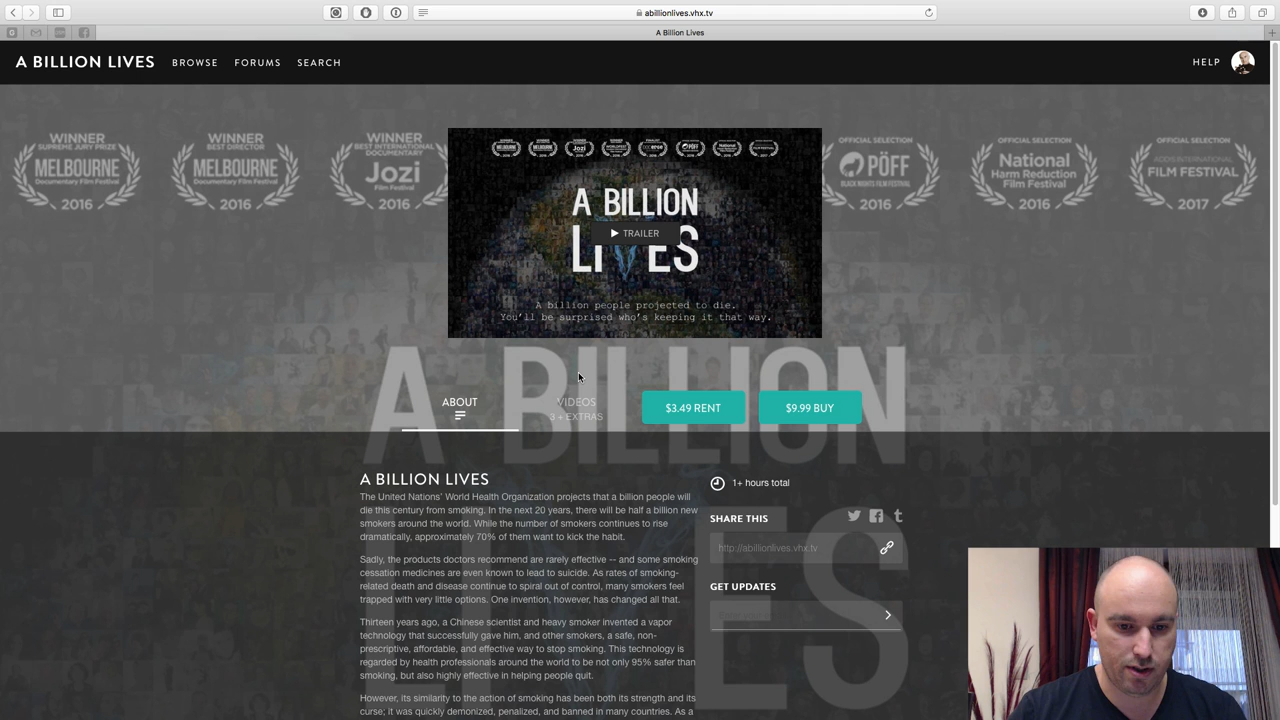 abillionlives.vhx.tv
A Billion Lives
A BILLION LIVES BROWSE FORUMS SEARCH
HELP
WINNER
SUPREME JURY PRIZE
MELBOURNE
Documentary Film Festival
2016
WINNER
BEST DIRECTOR
MELBOURNE
Documentary Film Festival
2016
WINNER
BEST INTERNATIONAL
DOCUMENTARY
Jozi
Film Festival
2016
OFFICIAL SELECTION
PÖFF
BLACK NIGHTS FILM FESTIVAL
2016
OFFICIAL SELECTION
National
Harm Reduction
Film Festival
2016
OFFICIAL SELECTION
FILM FESTIVAL
2017
A BILLION
LIVES
TRAILER
A billion people projected to die.
You'll be surprised who's keeping it that way.
A BILLION
ES
ABOUT
VIDEOS
3 + EXTRAS
$3.49 RENT
$9.99 BUY
A BILLION LIVES
The United Nations' World Health Organization projects that a billion people will
die this century from smoking. In the next 20 years, there will be half a billion new
smokers around the world. While the number of smokers continues to rise
dramatically, approximately 70% of them want to kick the habit.
Sadly, the products doctors recommend are rarely effective -- and some smoking
cessation medicines are even known to lead to suicide. As rates of smoking-
related death and disease continue to spiral out of control, many smokers feel
trapped with very little options. One invention, however, has changed all that.
Thirteen years ago, a Chinese scientist and heavy smoker invented a vapor
technology that successfully gave him, and other smokers, a safe, non-
prescriptive, affordable, and effective way to stop smoking. This technology is
regarded by health professionals around the world to be not only 95% safer than
smoking, but also highly effective in helping people quit.
However, its similarity to the action of smoking has been both its strength and its
curse; it was quickly demonized, penalized, and banned in many countries. As a
1+ hours total
SHARE THIS
http://abillionlives.vhx.tv
GET UPDATES